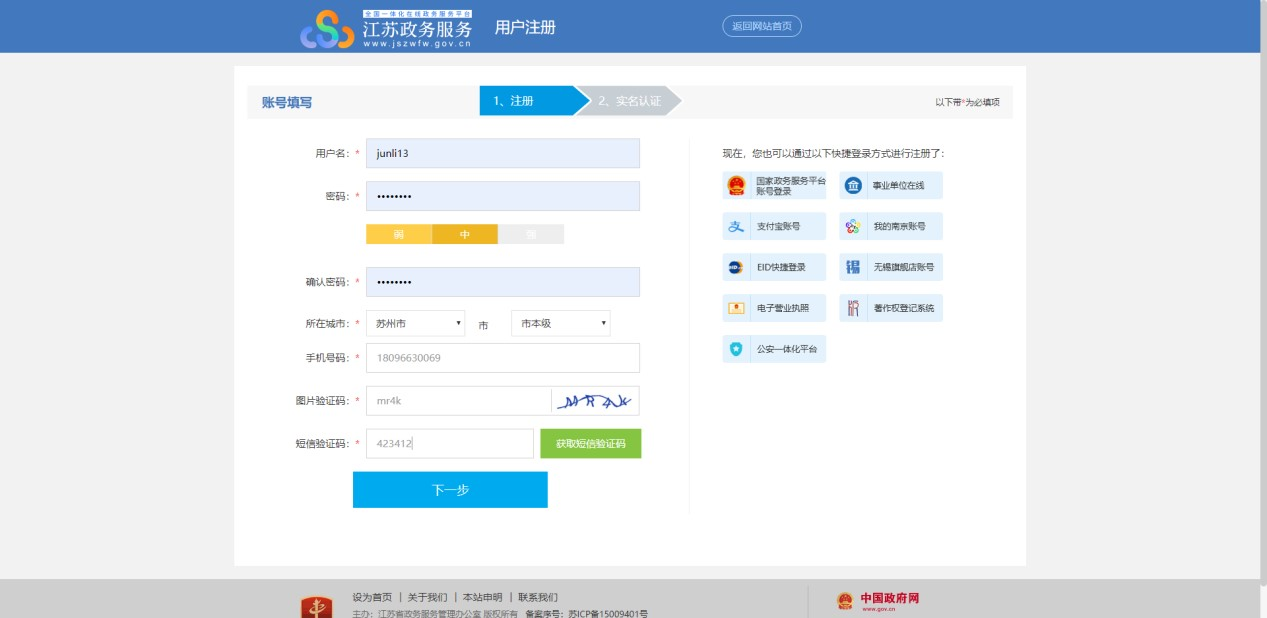 全国一体化在线政务服务平台
江苏政务服务
www.jszwfw.gov.cn
用户注册
返回网站首页
账号填写
1、注册
2、实名认证
以下带*为必填项
用户名：*
junli13
密码：*
••••••••
弱
中
强
确认密码：*
••••••••
所在城市：*
苏州市
市
市本级
手机号码：*
18096630069
图片验证码：*
mr4k
MR4K
短信验证码：*
423412
获取短信验证码
下一步
现在，您也可以通过以下快捷登录方式进行注册了：
国家政务服务平台
账号登录
事业单位在线
支付宝账号
我的南京账号
EID快捷登录
无锡旗舰店账号
电子营业执照
著作权登记系统
公安一体化平台
设为首页 | 关于我们 | 本站申明 | 联系我们
主办：江苏省政务服务管理办公室 版权所有 备案序号：苏ICP备15009401号
中国政府网
www.gov.cn